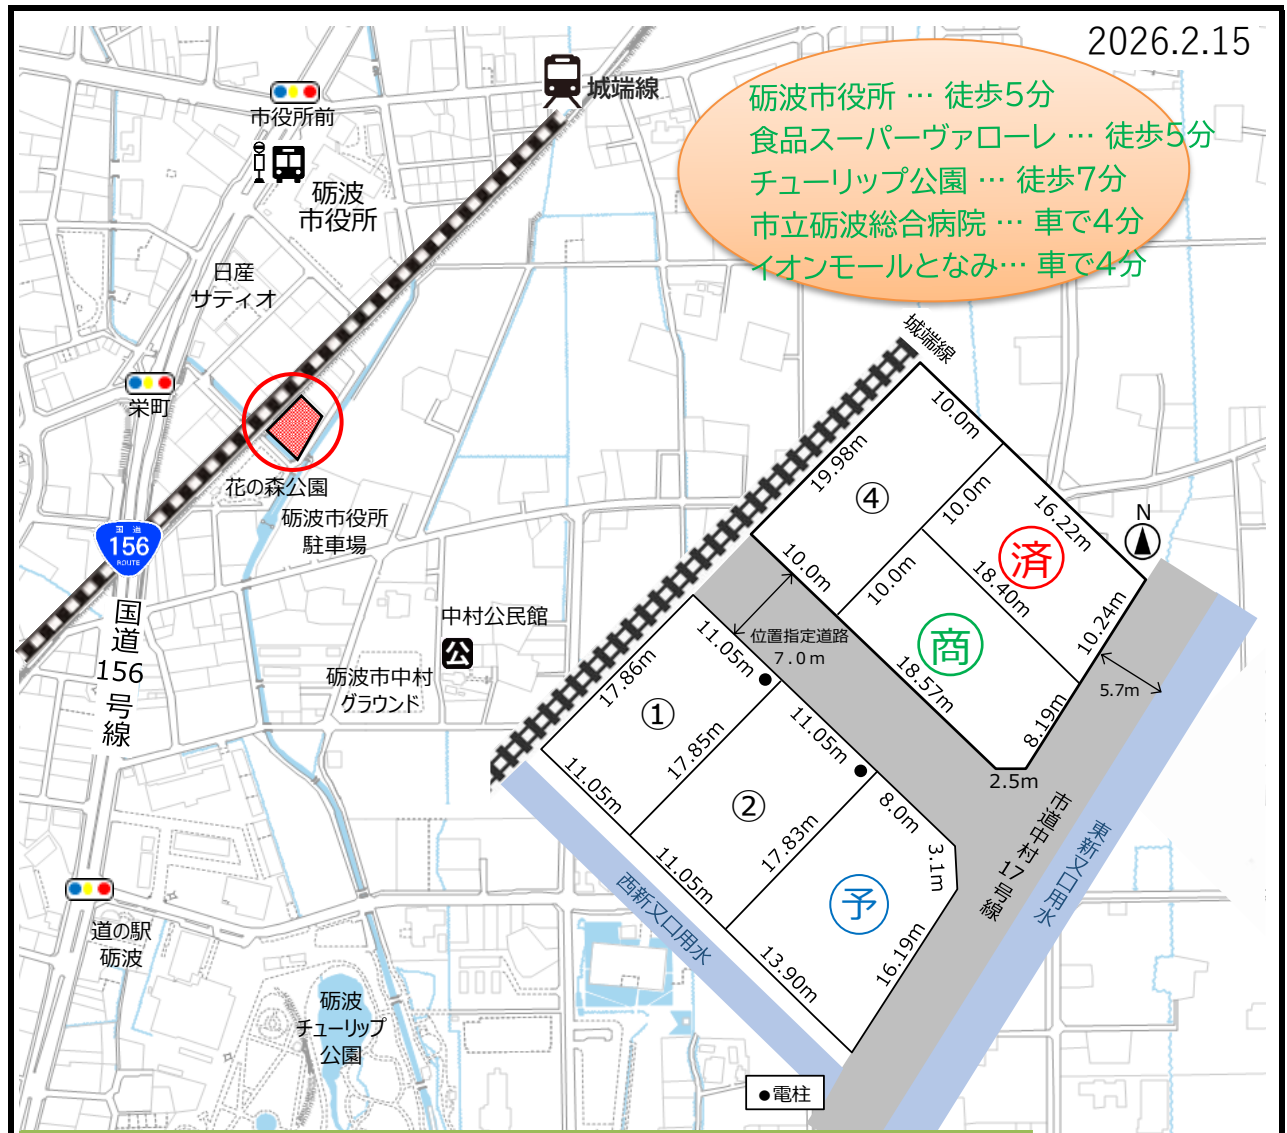 2026.2.15
砺波市役所 … 徒歩5分
食品スーパーヴァローレ … 徒歩5分
チューリップ公園 … 徒歩7分
市立砺波総合病院 … 車で4分
イオンモールとなみ… 車で4分
城端線
市役所前
砺波
市役所
日産
サティオ
栄町
花の森公園
砺波市役所
駐車場
国道
156
ROUTE
国道156号線
中村公民館
公
砺波市中村
グラウンド
道の駅
砺波
砺波
チューリップ
公園
城端線
10.0m
19.98m
④
10.0m
16.22m
済
N
10.0m
10.0m
18.40m
商
10.24m
18.57m
8.19m
5.7m
2.5m
位置指定道路
7.0m
11.05m
17.86m
①
17.85m
11.05m
11.05m
②
17.83m
11.05m
8.0m
3.1m
予
16.19m
13.90m
西新又口用水
市道中村17号線
東新又口用水
●電柱